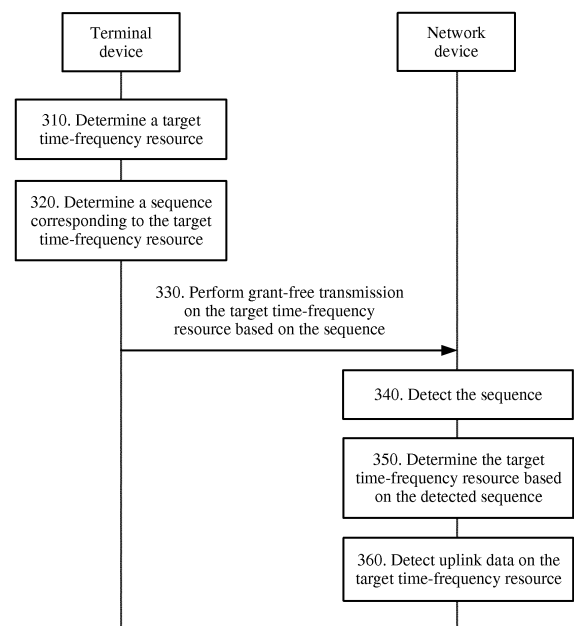 Terminal
device
Network
device
310. Determine a target
time-frequency resource
320. Determine a sequence
corresponding to the target
time-frequency resource
330. Perform grant-free transmission
on the target time-frequency
resource based on the sequence
340. Detect the sequence
350. Determine the target
time-frequency resource based
on the detected sequence
360. Detect uplink data on the
target time-frequency resource